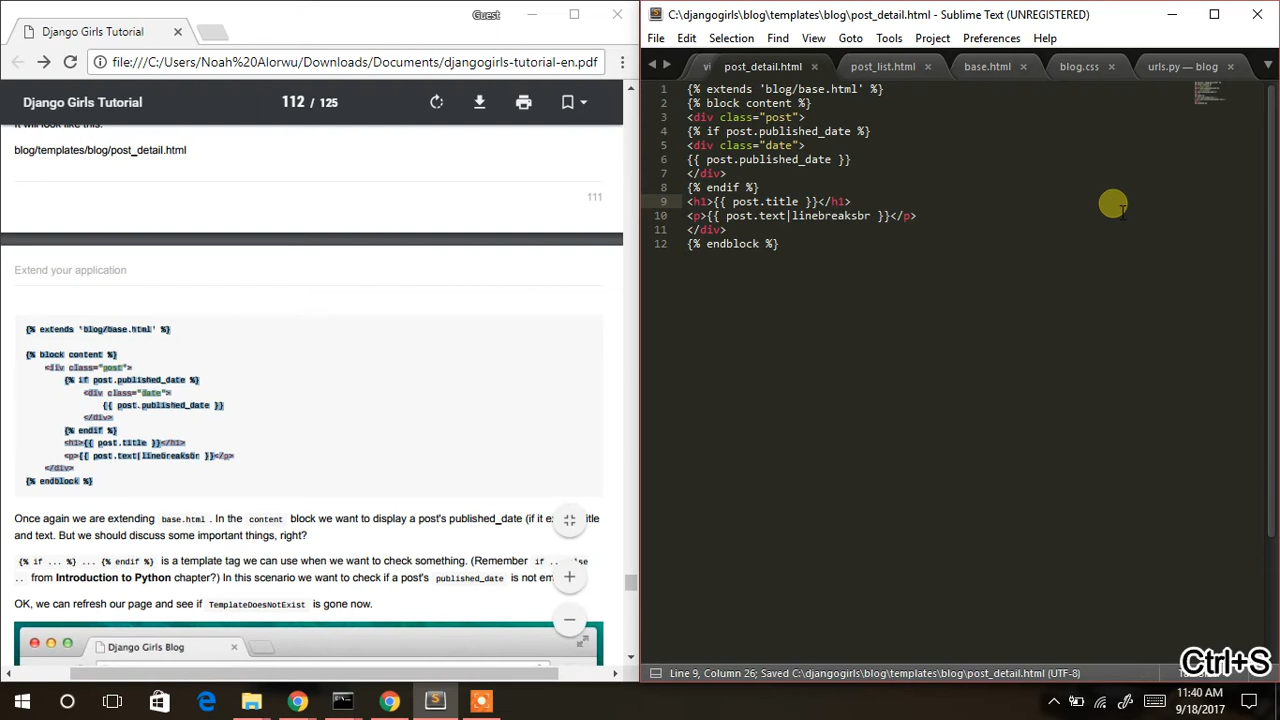 Guest
Django Girls Tutorial
file:///C:/Users/Noah%20Alorwu/Downloads/Documents/djangogirls-tutorial-en.pdf
Django Girls Tutorial
112 / 125
It will look like this:
blog/templates/blog/post_detail.html
111
Extend your application
{% extends 'blog/base.html' %}
{% block content %}
<div class="post">
{% if post.published_date %}
<div class="date">
{{ post.published_date }}
</div>
{% endif %}
<h1>{{ post.title }}</h1>
<p>{{ post.text|linebreaksbr }}</p>
</div>
{% endblock %}
Once again we are extending base.html . In the content block we want to display a post's published_date (if it
and text. But we should discuss some important things, right?
{% if ... %} ... {% endif %} is a template tag we can use when we want to check something. (Remember if ..
.. from Introduction to Python chapter?) In this scenario we want to check if a post's published_date is not
OK, we can refresh our page and see if TemplateDoesNotExist is gone now.
Django Girls Blog
C:\djangogirls\blog\templates\blog\post_detail.html - Sublime Text (UNREGISTERED)
File Edit Selection Find View Goto Tools Project Preferences Help
post_detail.html
post_list.html
base.html
blog.css
urls.py — blog
1 {% extends 'blog/base.html' %}
2 {% block content %}
3 <div class="post">
4 {% if post.published_date %}
5 <div class="date">
6 {{ post.published_date }}
7 </div>
8 {% endif %}
9 <h1>{{ post.title }}</h1>
10 <p>{{ post.text|linebreaksbr }}</p>
11 </div>
12 {% endblock %}
Ctrl+S
Line 9, Column 26; Saved C:\djangogirls\blog\templates\blog\post_detail.html (UTF-8)
11:40 AM
9/18/2017